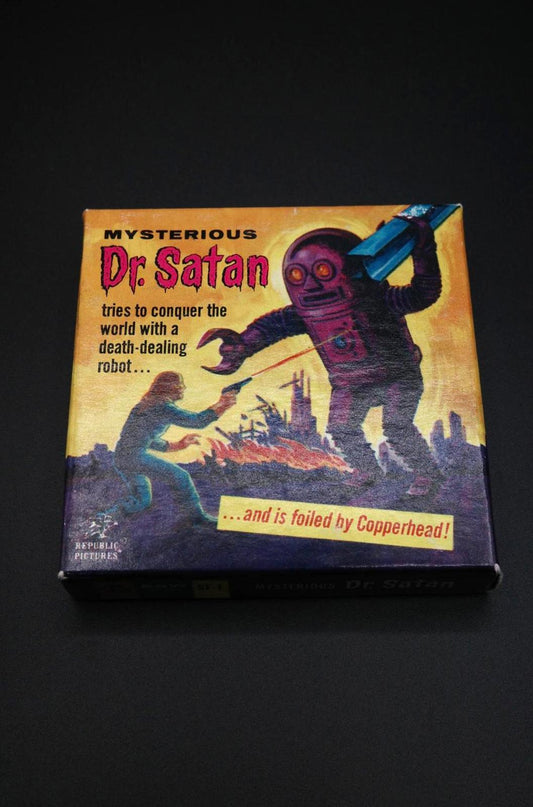 MYSTERIOUS
Dr. Satan
tries to conquer the
world with a
death-dealing
robot...
...and is foiled by Copperhead!
REPUBLIC
PICTURES
MYSTERIOUS Dr. Satan